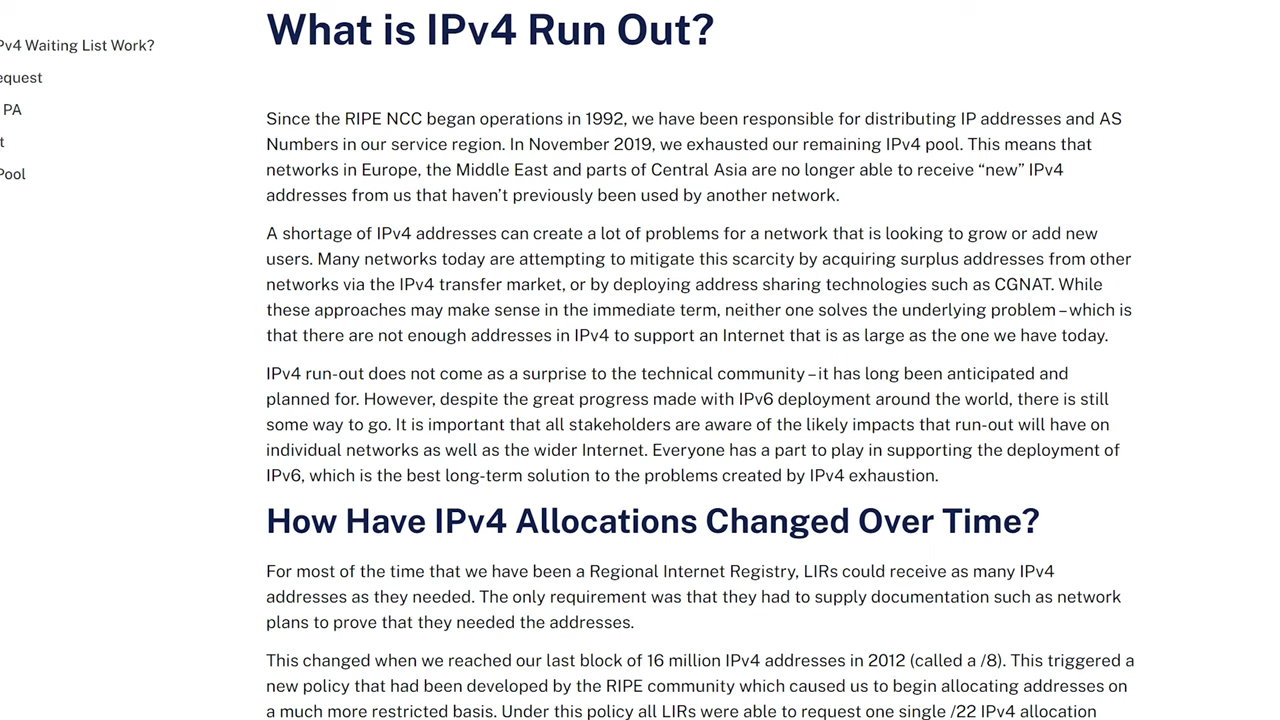 What is IPv4 Run Out?
Pv4 Waiting List Work?
equest
PA
t
Pool
Since the RIPE NCC began operations in 1992, we have been responsible for distributing IP addresses and AS
Numbers in our service region. In November 2019, we exhausted our remaining IPv4 pool. This means that
networks in Europe, the Middle East and parts of Central Asia are no longer able to receive “new” IPv4
addresses from us that haven’t previously been used by another network.
A shortage of IPv4 addresses can create a lot of problems for a network that is looking to grow or add new
users. Many networks today are attempting to mitigate this scarcity by acquiring surplus addresses from other
networks via the IPv4 transfer market, or by deploying address sharing technologies such as CGNAT. While
these approaches may make sense in the immediate term, neither one solves the underlying problem – which is
that there are not enough addresses in IPv4 to support an Internet that is as large as the one we have today.
IPv4 run-out does not come as a surprise to the technical community – it has long been anticipated and
planned for. However, despite the great progress made with IPv6 deployment around the world, there is still
some way to go. It is important that all stakeholders are aware of the likely impacts that run-out will have on
individual networks as well as the wider Internet. Everyone has a part to play in supporting the deployment of
IPv6, which is the best long-term solution to the problems created by IPv4 exhaustion.
How Have IPv4 Allocations Changed Over Time?
For most of the time that we have been a Regional Internet Registry, LIRs could receive as many IPv4
addresses as they needed. The only requirement was that they had to supply documentation such as network
plans to prove that they needed the addresses.
This changed when we reached our last block of 16 million IPv4 addresses in 2012 (called a /8). This triggered a
new policy that had been developed by the RIPE community which caused us to begin allocating addresses on
a much more restricted basis. Under this policy all LIRs were able to request one single /22 IPv4 allocation